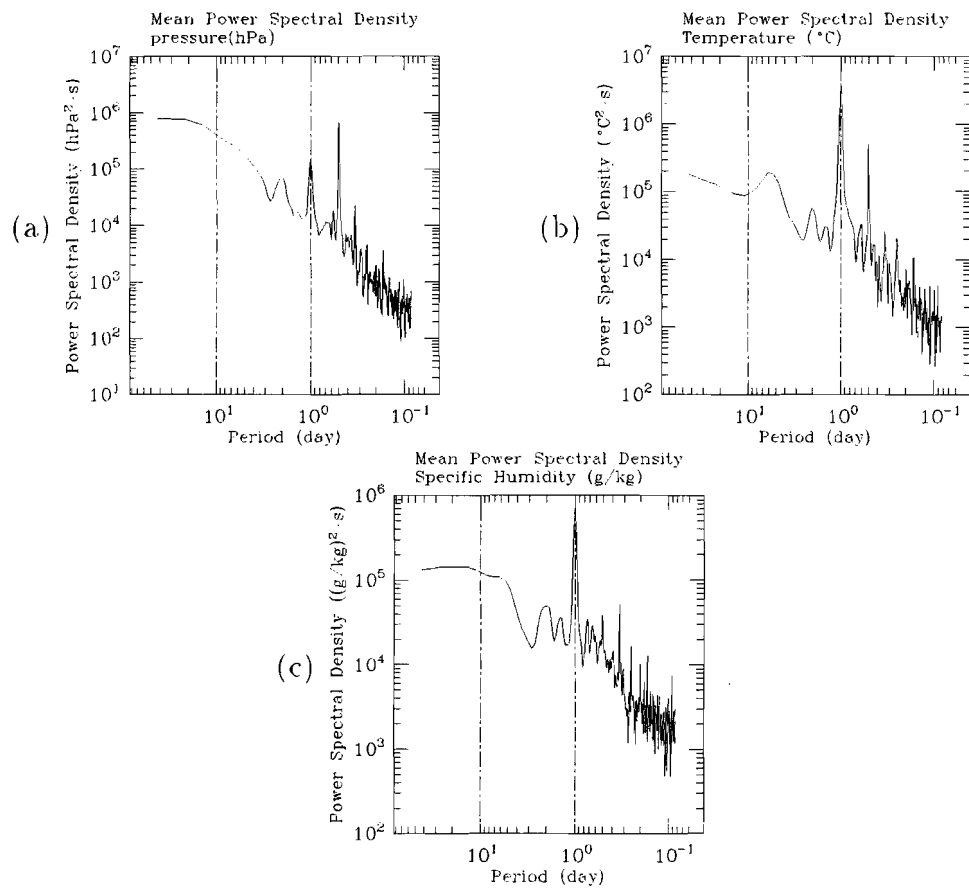 Mean Power Spectral Density
pressure(hPa)
10^7
10^6
10^5
10^4
10^3
10^2
10^1
Power Spectral Density (hPa^2·s)
10^1 10^0 10^-1
Period (day)
(a)
Mean Power Spectral Density
Temperature (°C)
10^7
10^6
10^5
10^4
10^3
10^2
Power Spectral Density (°C^2·s)
10^1 10^0 10^-1
Period (day)
(b)
Mean Power Spectral Density
Specific Humidity (g/kg)
10^6
10^5
10^4
10^3
10^2
Power Spectral Density ((g/kg)^2·s)
10^1 10^0 10^-1
Period (day)
(c)